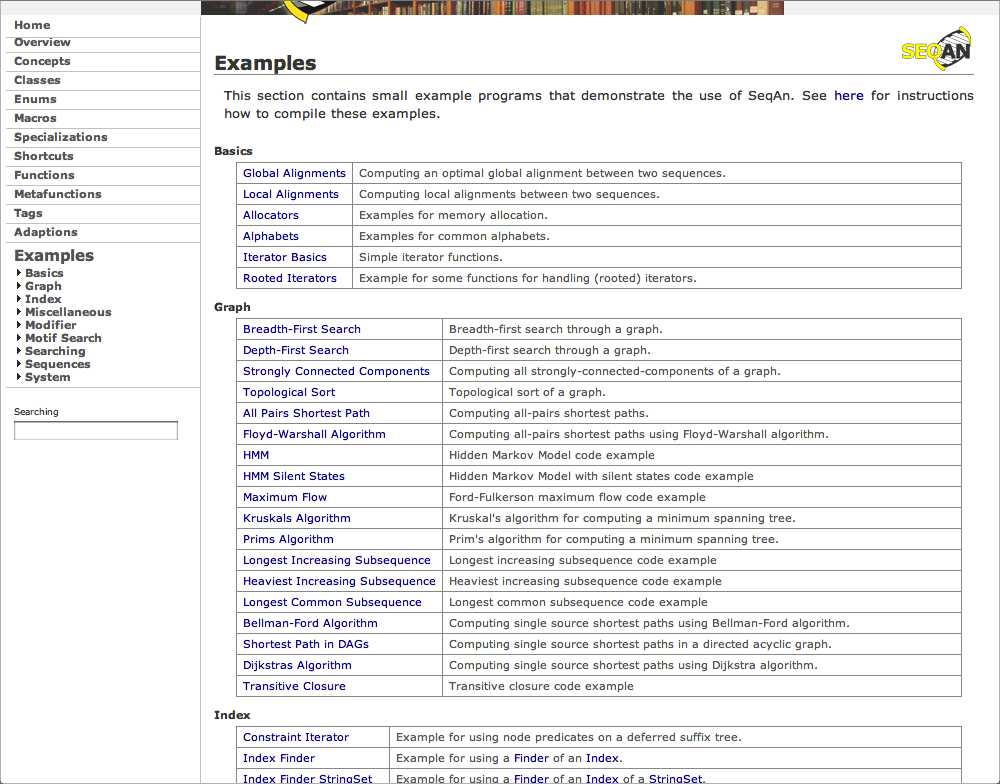 Home
Overview
Concepts
Classes
Enums
Macros
Specializations
Shortcuts
Functions
Metafunctions
Tags
Adaptions
Examples
Basics
Graph
Index
Miscellaneous
Modifier
Motif Search
Searching
Sequences
System
Searching
SEQAN
Examples
This section contains small example programs that demonstrate the use of SeqAn. See here for instructions
how to compile these examples.
Basics
Global Alignments Computing an optimal global alignment between two sequences.
Local Alignments Computing local alignments between two sequences.
Allocators Examples for memory allocation.
Alphabets Examples for common alphabets.
Iterator Basics Simple iterator functions.
Rooted Iterators Example for some functions for handling (rooted) iterators.
Graph
Breadth-First Search Breadth-first search through a graph.
Depth-First Search Depth-first search through a graph.
Strongly Connected Components Computing all strongly-connected-components of a graph.
Topological Sort Topological sort of a graph.
All Pairs Shortest Path Computing all-pairs shortest paths.
Floyd-Warshall Algorithm Computing all-pairs shortest paths using Floyd-Warshall algorithm.
HMM Hidden Markov Model code example
HMM Silent States Hidden Markov Model with silent states code example
Maximum Flow Ford-Fulkerson maximum flow code example
Kruskals Algorithm Kruskal's algorithm for computing a minimum spanning tree.
Prims Algorithm Prim's algorithm for computing a minimum spanning tree.
Longest Increasing Subsequence Longest increasing subsequence code example
Heaviest Increasing Subsequence Heaviest increasing subsequence code example
Longest Common Subsequence Longest common subsequence code example
Bellman-Ford Algorithm Computing single source shortest paths using Bellman-Ford algorithm.
Shortest Path in DAGs Computing single source shortest paths in a directed acyclic graph.
Dijkstras Algorithm Computing single source shortest paths using Dijkstra algorithm.
Transitive Closure Transitive closure code example
Index
Constraint Iterator Example for using node predicates on a deferred suffix tree.
Index Finder Example for using a Finder of an Index.
Index Finder StringSet Example for using a Finder of an Index of a StringSet.